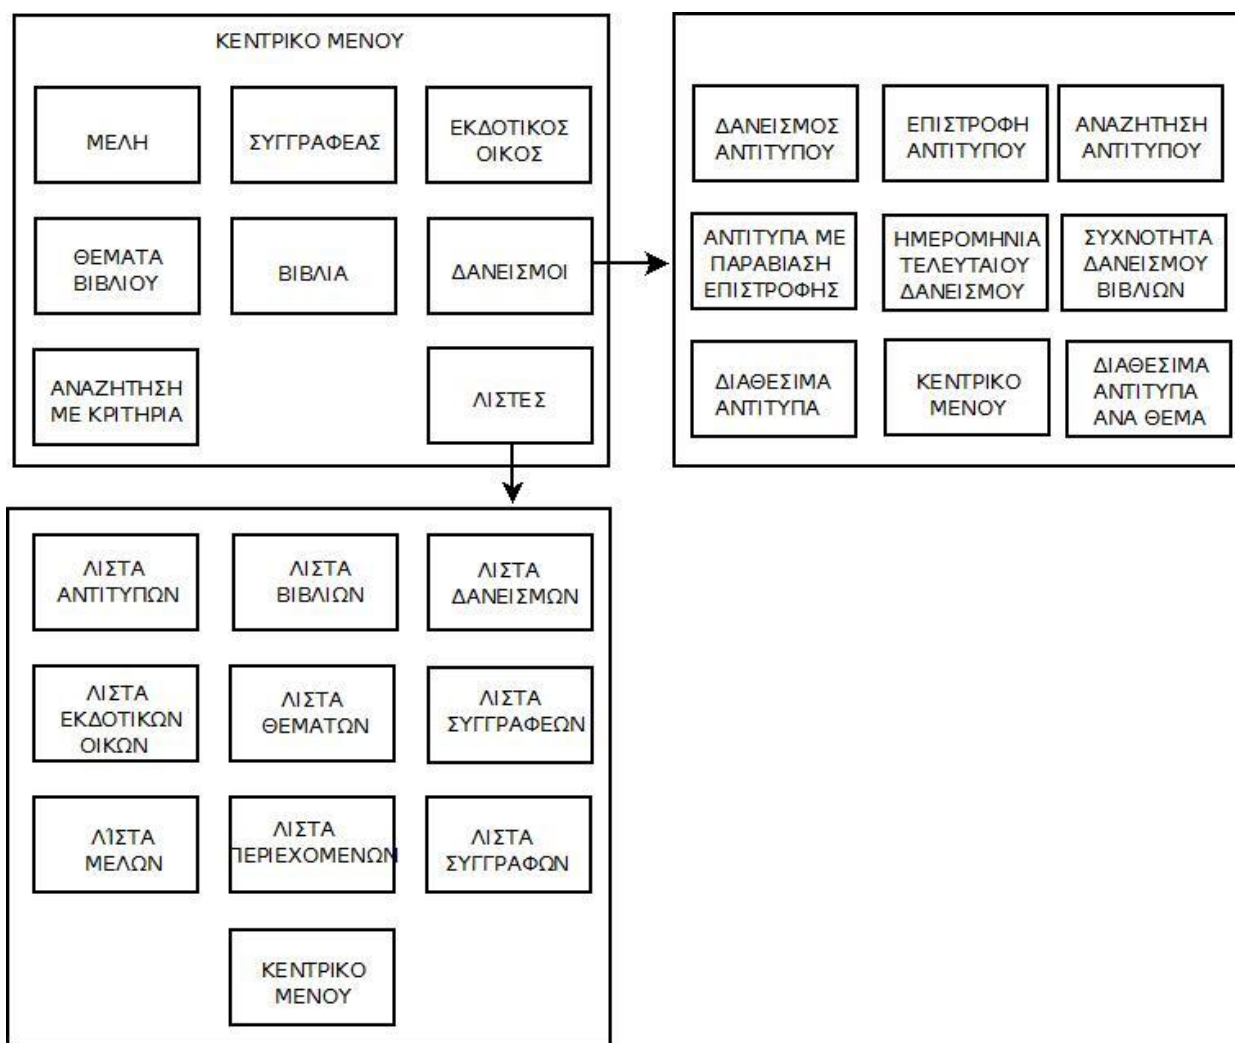 ΚΕΝΤΡΙΚΟ ΜΕΝΟΥ
ΜΕΛΗ
ΣΥΓΓΡΑΦΕΑΣ
ΕΚΔΟΤΙΚΟΣ
ΟΙΚΟΣ
ΘΕΜΑΤΑ
ΒΙΒΛΙΟΥ
ΒΙΒΛΙΑ
ΔΑΝΕΙΣΜΟΙ
ΑΝΑΖΗΤΗΣΗ
ΜΕ ΚΡΙΤΗΡΙΑ
ΛΙΣΤΕΣ
ΔΑΝΕΙΣΜΟΣ
ΑΝΤΙΤΥΠΟΥ
ΕΠΙΣΤΡΟΦΗ
ΑΝΤΙΤΥΠΟΥ
ΑΝΑΖΗΤΗΣΗ
ΑΝΤΙΤΥΠΟΥ
ΑΝΤΙΤΥΠΑ ΜΕ
ΠΑΡΑΒΙΑΣΗ
ΕΠΙΣΤΡΟΦΗΣ
ΗΜΕΡΟΜΗΝΙΑ
ΤΕΛΕΥΤΑΙΟΥ
ΔΑΝΕΙΣΜΟΥ
ΣΥΧΝΟΤΗΤΑ
ΔΑΝΕΙΣΜΟΥ
ΒΙΒΛΙΩΝ
ΔΙΑΘΕΣΙΜΑ
ΑΝΤΙΤΥΠΑ
ΚΕΝΤΡΙΚΟ
ΜΕΝΟΥ
ΔΙΑΘΕΣΙΜΑ
ΑΝΤΙΤΥΠΑ
ΑΝΑ ΘΕΜΑ
ΛΙΣΤΑ
ΑΝΤΙΤΥΠΩΝ
ΛΙΣΤΑ
ΒΙΒΛΙΩΝ
ΛΙΣΤΑ
ΔΑΝΕΙΣΜΩΝ
ΛΙΣΤΑ
ΕΚΔΟΤΙΚΩΝ
ΟΙΚΩΝ
ΛΙΣΤΑ
ΘΕΜΑΤΩΝ
ΛΙΣΤΑ
ΣΥΓΓΡΑΦΕΩΝ
ΛΊΣΤΑ
ΜΕΛΩΝ
ΛΙΣΤΑ
ΠΕΡΙΕΧΟΜΕΝΩΝ
ΛΙΣΤΑ
ΣΥΓΓΡΑΦΩΝ
ΚΕΝΤΡΙΚΟ
ΜΕΝΟΥ